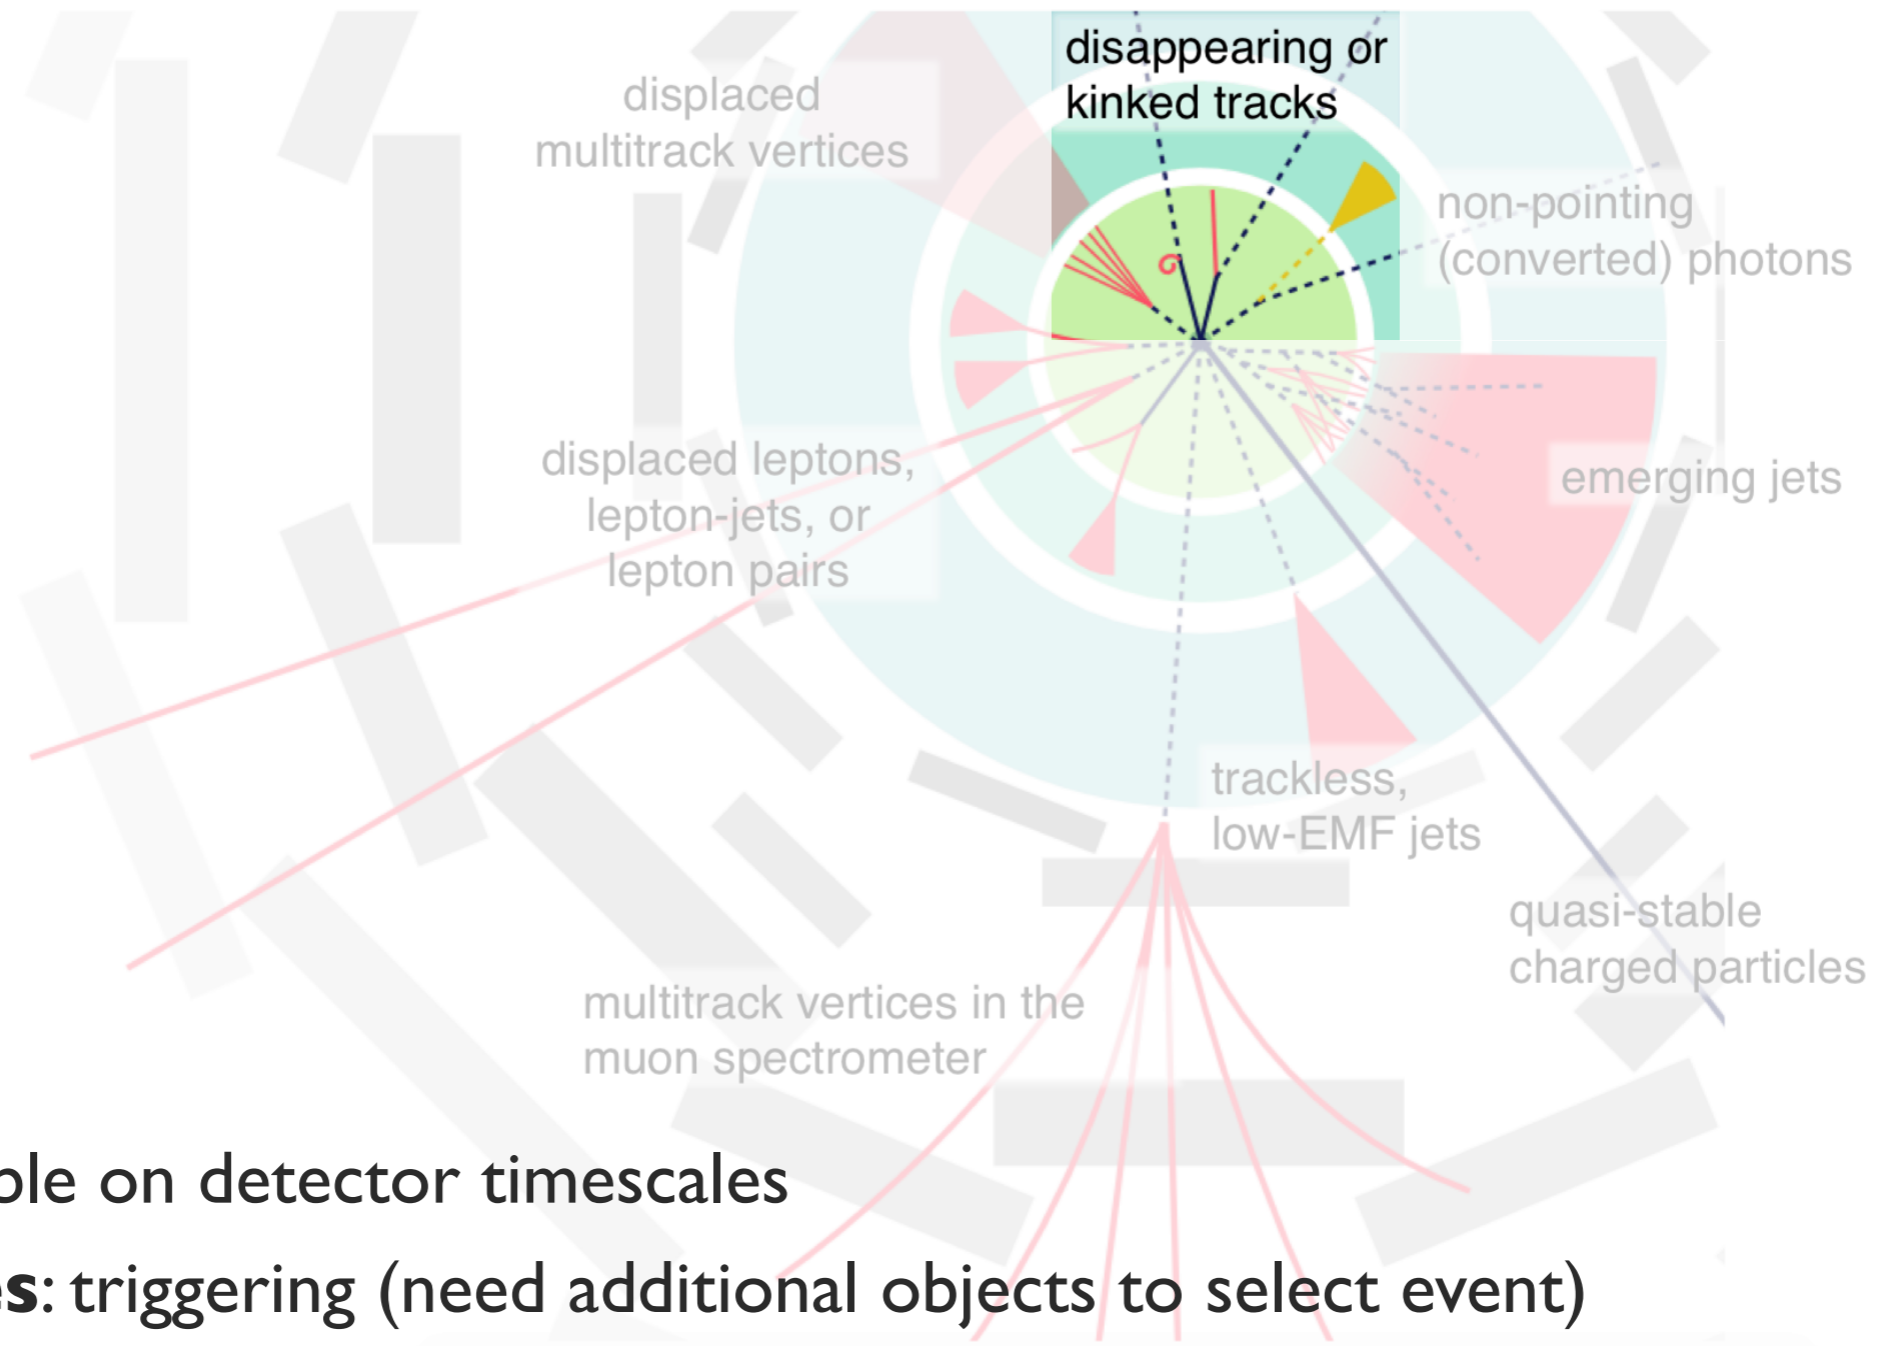 disappearing or
kinked tracks
displaced
multitrack vertices
non-pointing
(converted) photons
displaced leptons,
lepton-jets, or
lepton pairs
emerging jets
trackless,
low-EMF jets
quasi-stable
charged particles
multitrack vertices in the
muon spectrometer
on detector timescales
: triggering (need additional objects to select event)